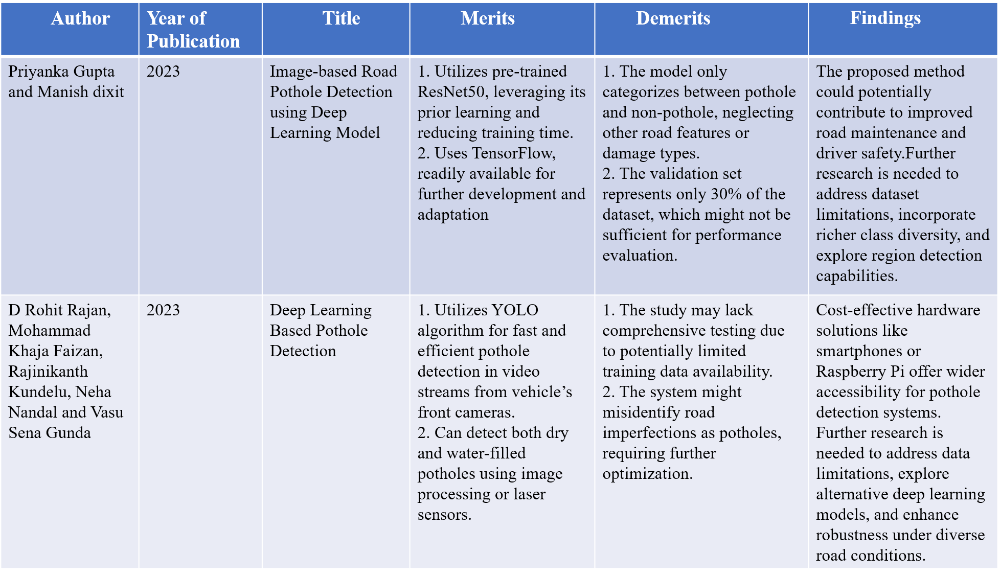 Author
Year of
Publication
Title
Merits
Demerits
Findings
Priyanka Gupta
and Manish dixit
2023
Image-based Road
Pothole Detection
using Deep
Learning Model
1. Utilizes pre-trained
ResNet50, leveraging its
prior learning and
reducing training time.
2. Uses TensorFlow,
readily available for
further development and
adaptation
1. The model only
categorizes between pothole
and non-pothole, neglecting
other road features or
damage types.
2. The validation set
represents only 30% of the
dataset, which might not be
sufficient for performance
evaluation.
The proposed method
could potentially
contribute to improved
road maintenance and
driver safety.Further
research is needed to
address dataset
limitations, incorporate
richer class diversity, and
explore region detection
capabilities.
D Rohit Rajan,
Mohammad
Khaja Faizan,
Rajinikanth
Kundelu, Neha
Nandal and Vasu
Sena Gunda
2023
Deep Learning
Based Pothole
Detection
1. Utilizes YOLO
algorithm for fast and
efficient pothole
detection in video
streams from vehicle’s
front cameras.
2. Can detect both dry
and water-filled
potholes using image
processing or laser
sensors.
1. The study may lack
comprehensive testing due
to potentially limited
training data availability.
2. The system might
misidentify road
imperfections as potholes,
requiring further
optimization.
Cost-effective hardware
solutions like
smartphones or
Raspberry Pi offer wider
accessibility for pothole
detection systems.
Further research is
needed to address data
limitations, explore
alternative deep learning
models, and enhance
robustness under diverse
road conditions.